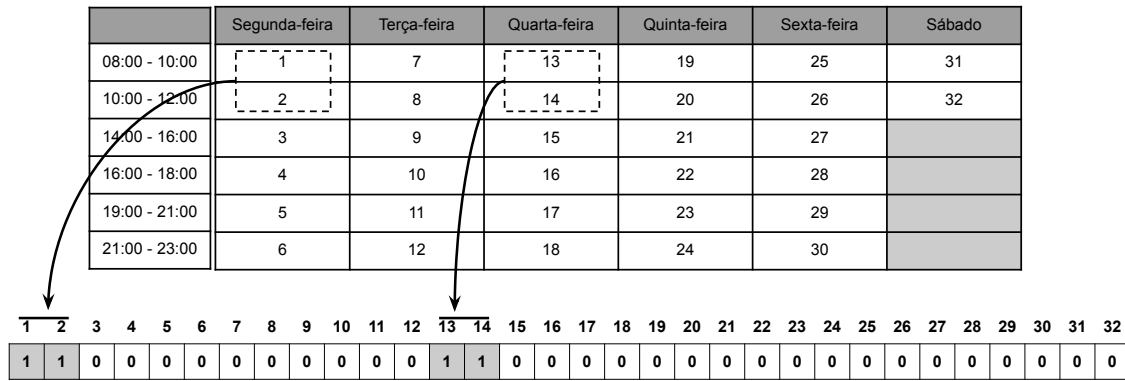 Segunda-feira Terça-feira Quarta-feira Quinta-feira Sexta-feira Sábado
08:00 - 10:00 1 7 13 19 25 31
10:00 - 12:00 2 8 14 20 26 32
14:00 - 16:00 3 9 15 21 27
16:00 - 18:00 4 10 16 22 28
19:00 - 21:00 5 11 17 23 29
21:00 - 23:00 6 12 18 24 30
1 2 3 4 5 6 7 8 9 10 11 12 13 14 15 16 17 18 19 20 21 22 23 24 25 26 27 28 29 30 31 32
1 1 0 0 0 0 0 0 0 0 0 0 1 1 0 0 0 0 0 0 0 0 0 0 0 0 0 0 0 0 0 0